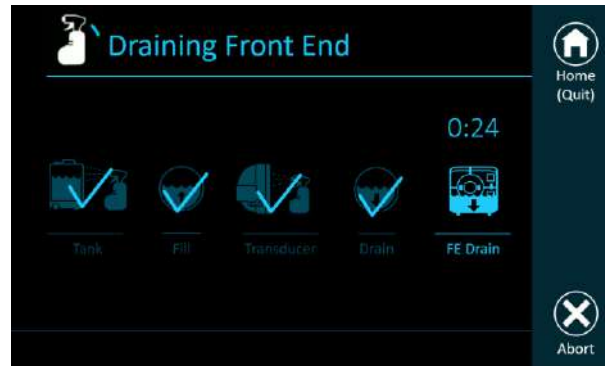 Draining Front End
Home
(Quit)
0:24
Tank
Fill
Transducer
Drain
FE Drain
Abort